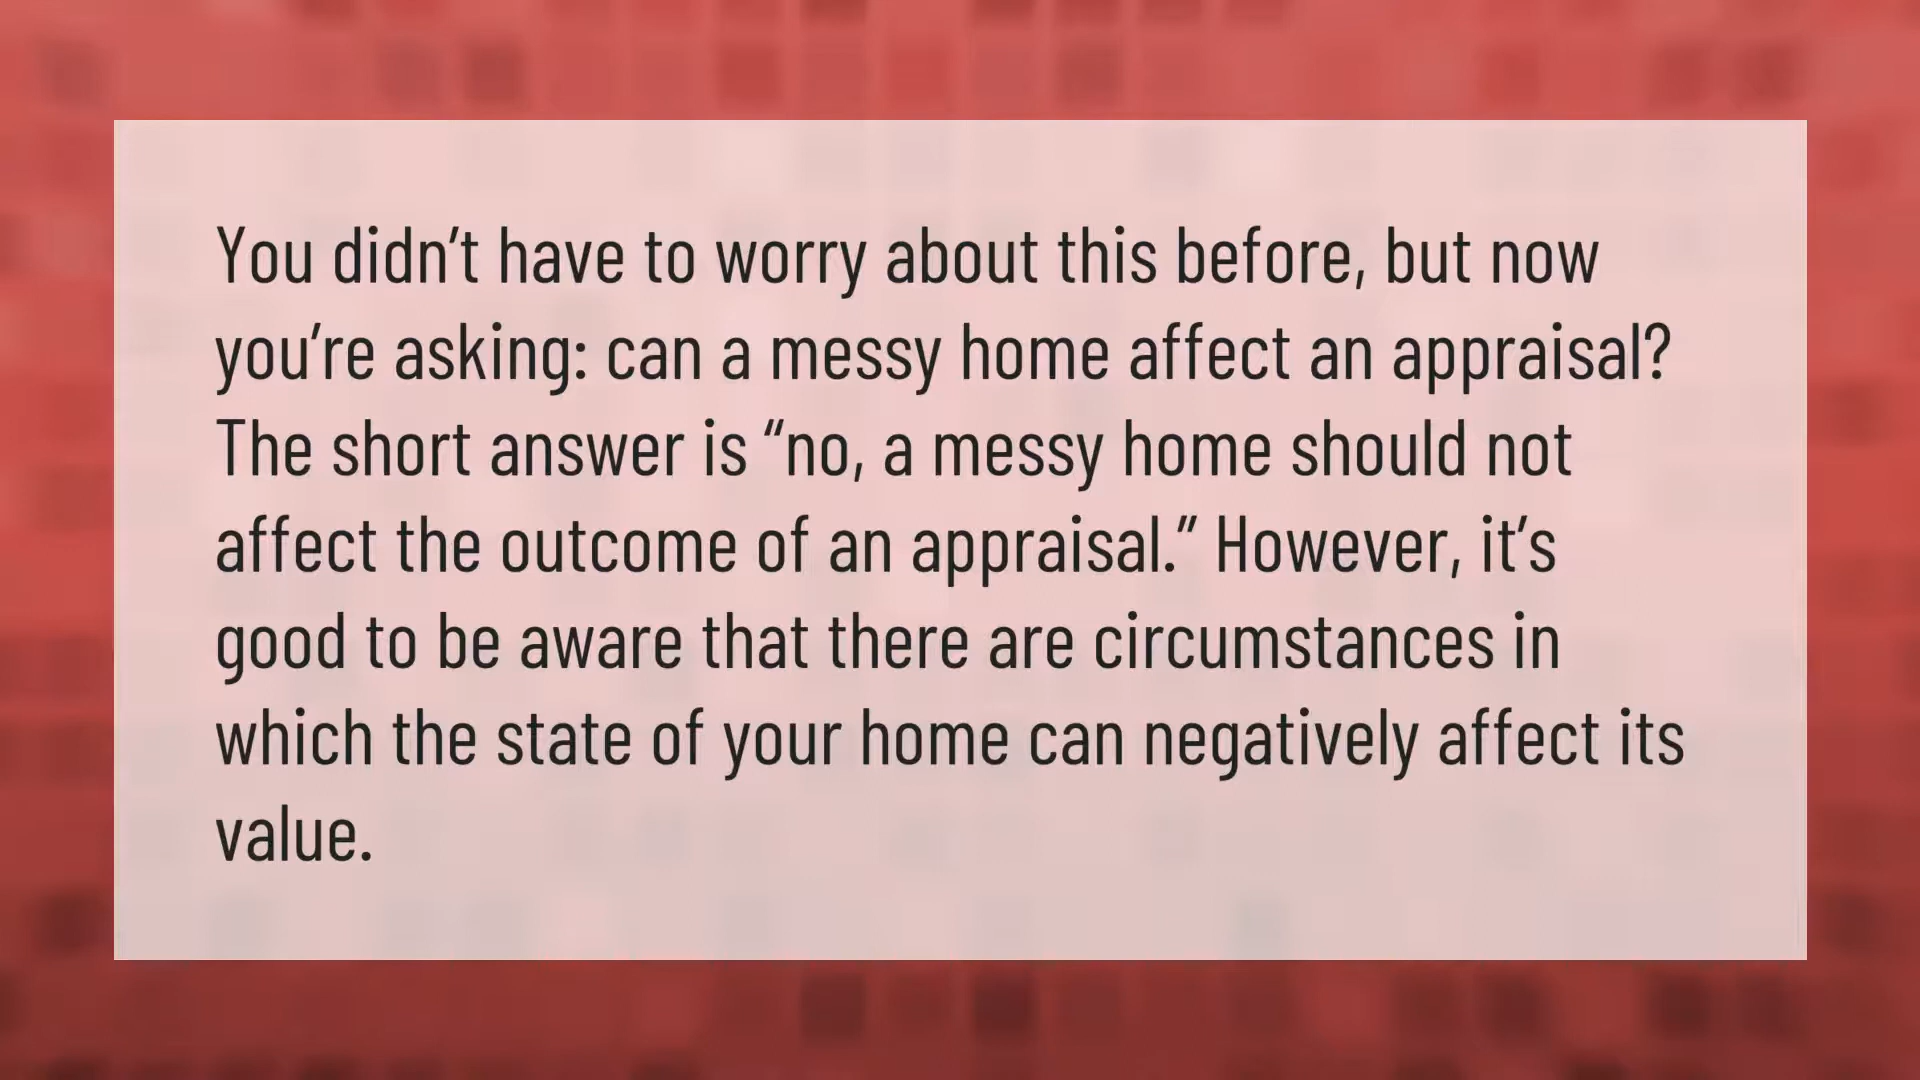 You didn’t have to worry about this before, but now
you’re asking: can a messy home affect an appraisal?
The short answer is “no, a messy home should not
affect the outcome of an appraisal.” However, it’s
good to be aware that there are circumstances in
which the state of your home can negatively affect its
value.